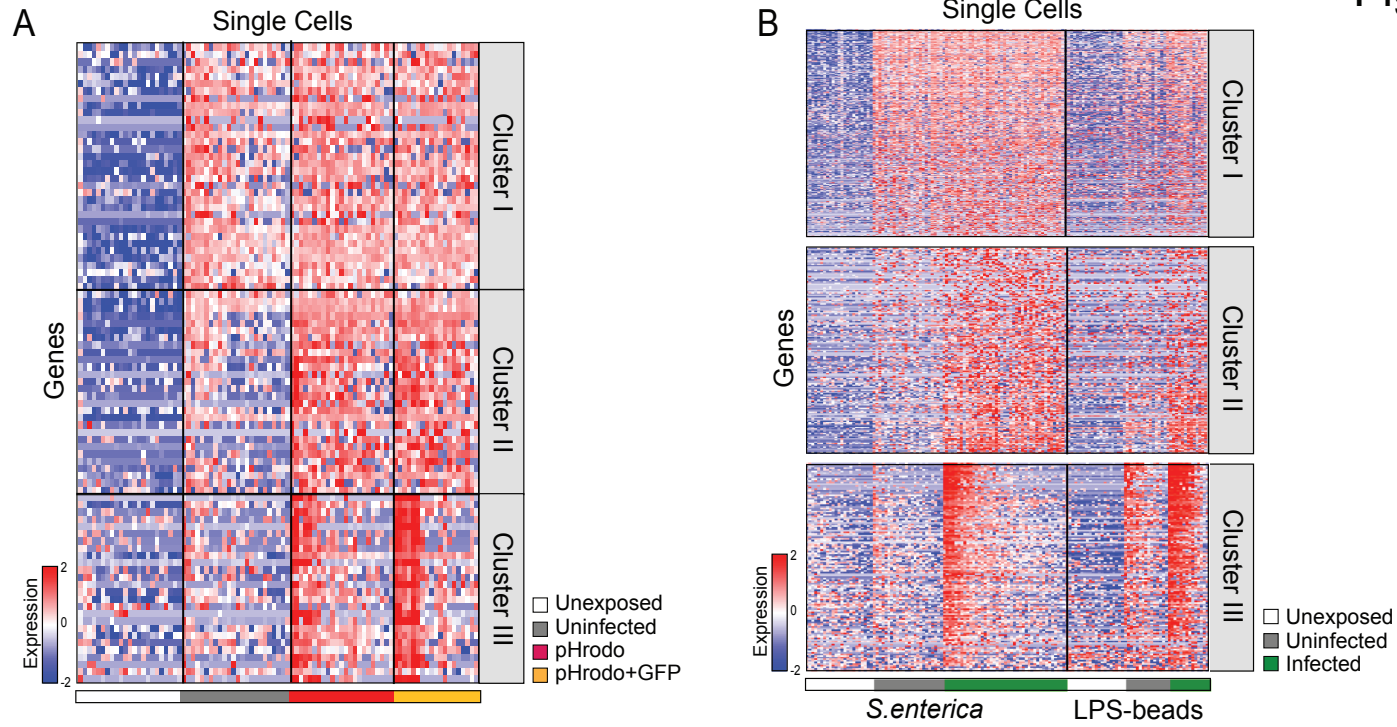 A
Single Cells
Genes
Cluster I
Cluster II
Cluster III
Expression
2
0
-2
Unexposed
Uninfected
pHrodo
pHrodo+GFP
B
Single Cells
Genes
Cluster I
Cluster II
Cluster III
Expression
2
0
-2
Unexposed
Uninfected
Infected
S.enterica
LPS-beads